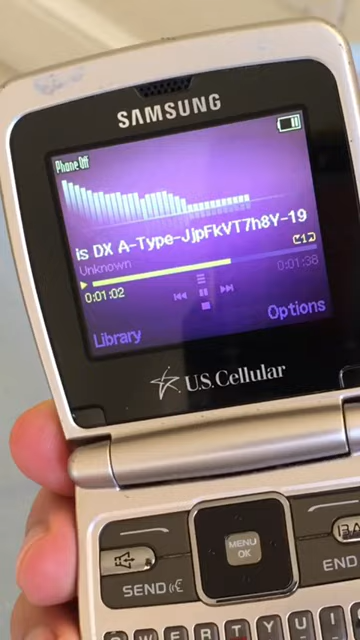 SAMSUNG
Phone Off
is DX A-Type-JjpFkVT7h8Y-19
Unknown
0:01:02
0:01:38
Library
Options
U.S. Cellular
MENU
OK
SEND
END
Q W E R T Y U I